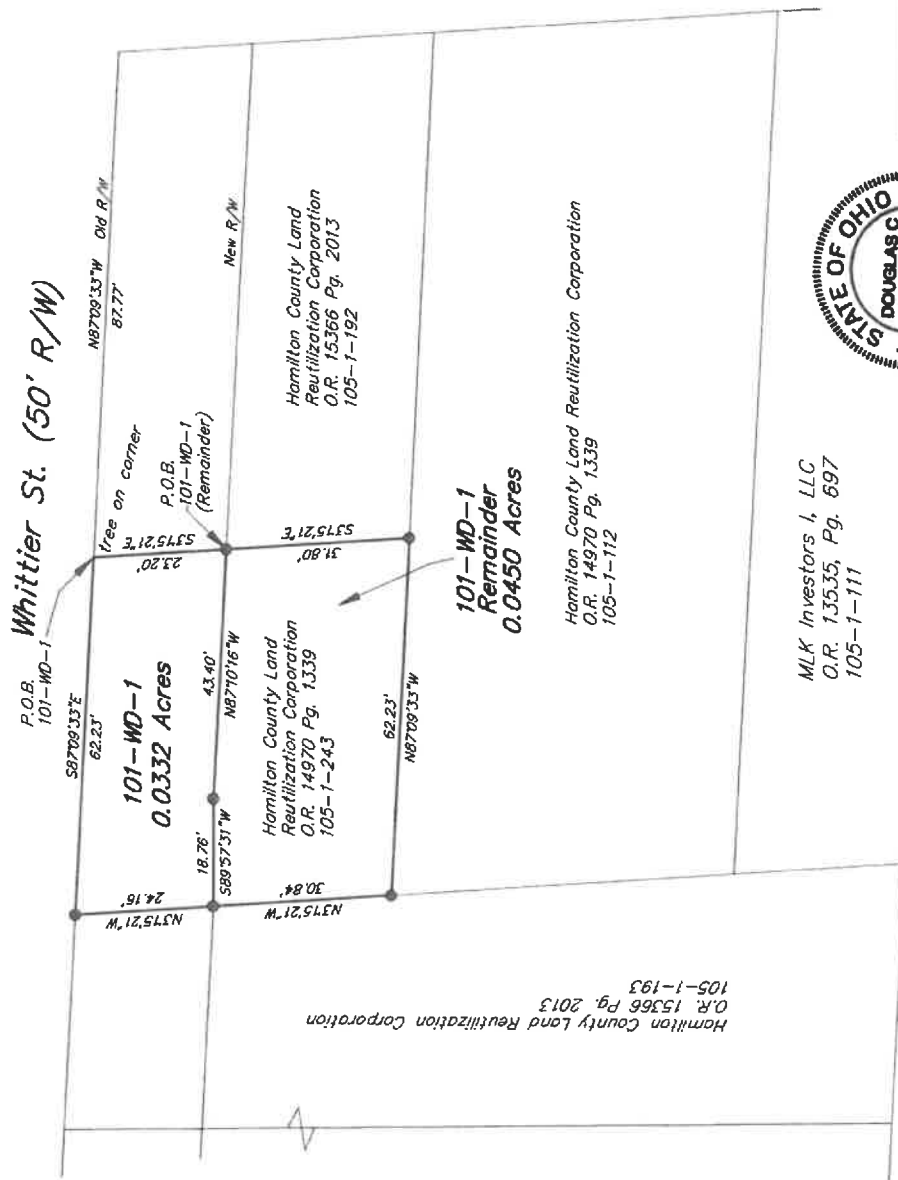 Whittier St. (50' R/W)
P.O.B.
101-WD-1
S87°09'33"E
62.23'
N87°09'33"W Old R/W
87.77'
tree on corner
101-WD-1
0.0332 Acres
N3°15'21"W
24.16'
S3°15'21"E
23.20'
P.O.B.
101-WD-1
(Remainder)
New R/W
18.76'
S89°57'31"W
43.40'
N87°10'16"W
Hamilton County Land
Reutilization Corporation
O.R. 14970 Pg. 1339
105-1-243
Hamilton County Land
Reutilization Corporation
O.R. 15366 Pg. 2013
105-1-192
N3°15'21"W
30.84'
S3°15'21"E
31.80'
62.23'
N87°09'33"W
101-WD-1
Remainder
0.0450 Acres
Hamilton County Land Reutilization Corporation
O.R. 14970 Pg. 1339
105-1-112
Hamilton County Land Reutilization Corporation
O.R. 15366 Pg. 2013
105-1-193
MLK Investors I, LLC
O.R. 13535, Pg. 697
105-1-111
STATE OF OHIO
DOUGLAS C